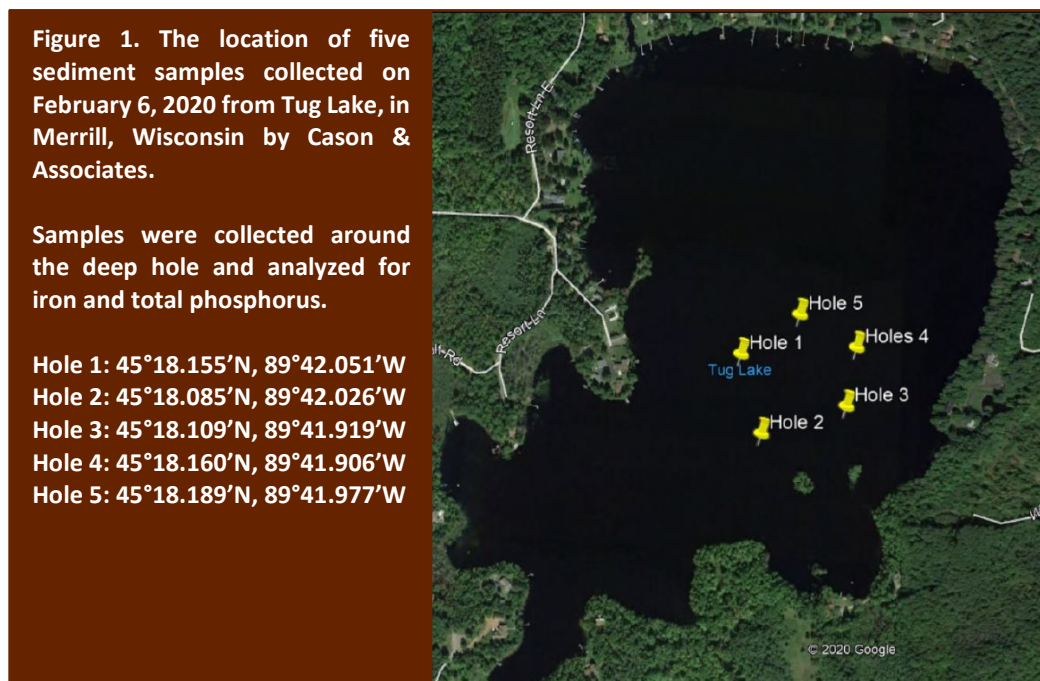 Figure 1. The location of five
sediment samples collected on
February 6, 2020 from Tug Lake, in
Merrill, Wisconsin by Cason &
Associates.
Samples were collected around
the deep hole and analyzed for
iron and total phosphorus.
Hole 1: 45°18.155’N, 89°42.051’W
Hole 2: 45°18.085’N, 89°42.026’W
Hole 3: 45°18.109’N, 89°41.919’W
Hole 4: 45°18.160’N, 89°41.906’W
Hole 5: 45°18.189’N, 89°41.977’W
Resort-Ln-E
Resort-Ln
Hole 5
Hole 1
Holes 4
Tug Lake
Hole 3
Hole 2
© 2020 Google